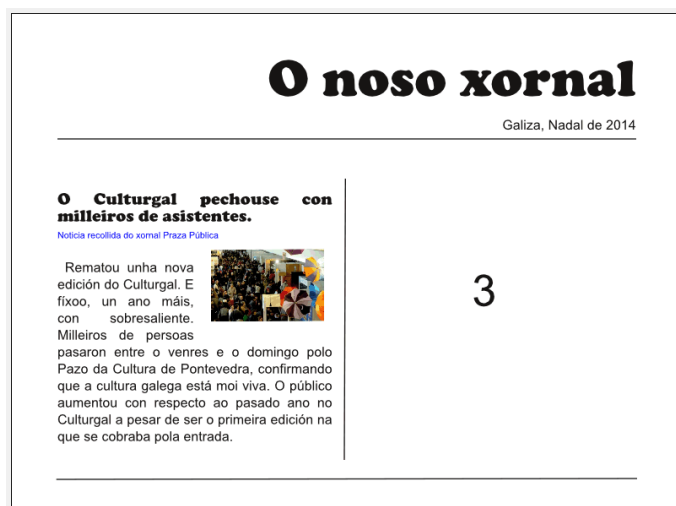 O noso xornal
Galiza, Nadal de 2014
O Culturgal pechouse con
milleiros de asistentes.
Noticia recollida do xornal Praza Pública
Rematou unha nova
edición do Culturgal. E
fíxoo, un ano máis,
con sobresaliente.
Milleiros de persoas
pasaron entre o venres e o domingo polo
Pazo da Cultura de Pontevedra, confirmando
que a cultura galega está moi viva. O público
aumentou con respecto ao pasado ano no
Culturgal a pesar de ser o primeira edición na
que se cobraba pola entrada.
3